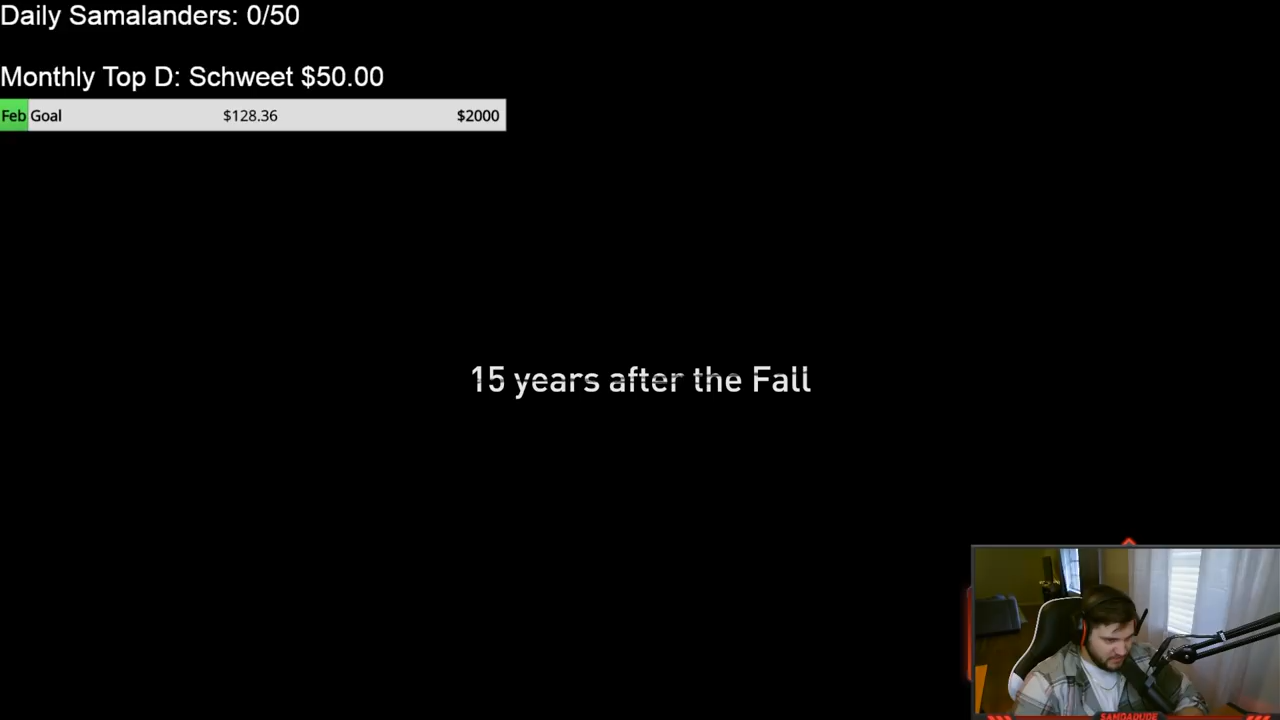 Daily Samalanders: 0/50
Monthly Top D: Schweet $50.00
Feb Goal $128.36 $2000
15 years after the Fall
SAMDADUDE